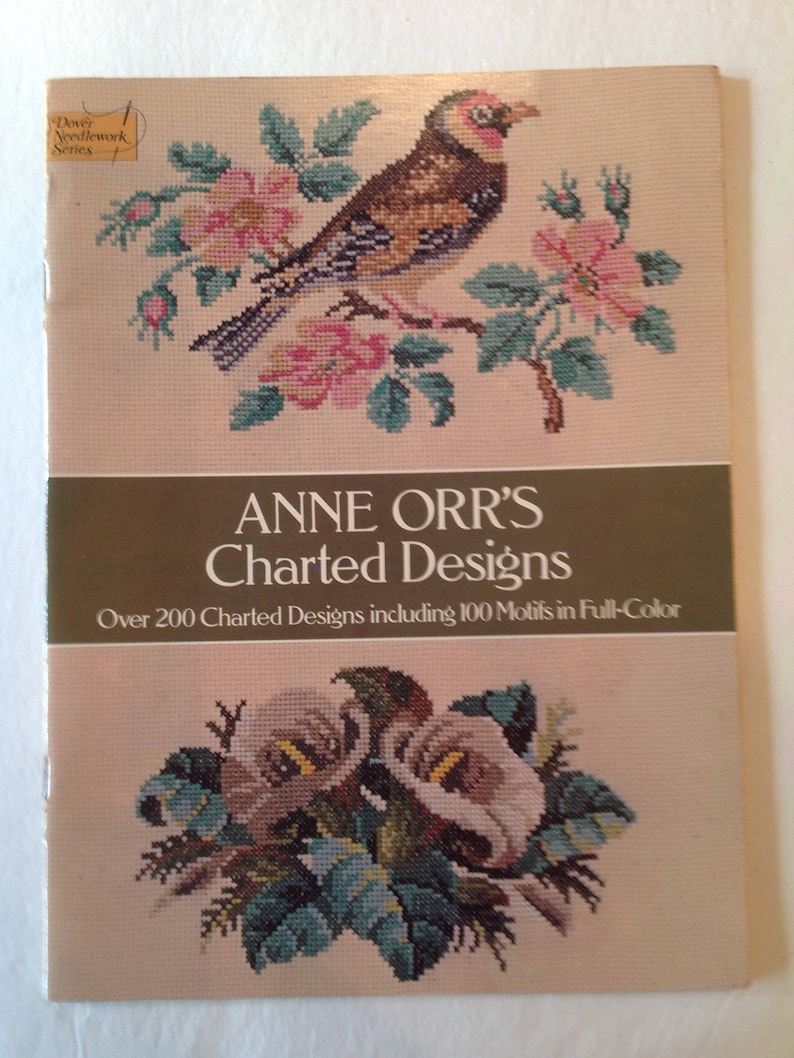 Dover
Needlework
Series
ANNE ORR'S
Charted Designs
Over 200 Charted Designs including 100 Motifs in Full-Color